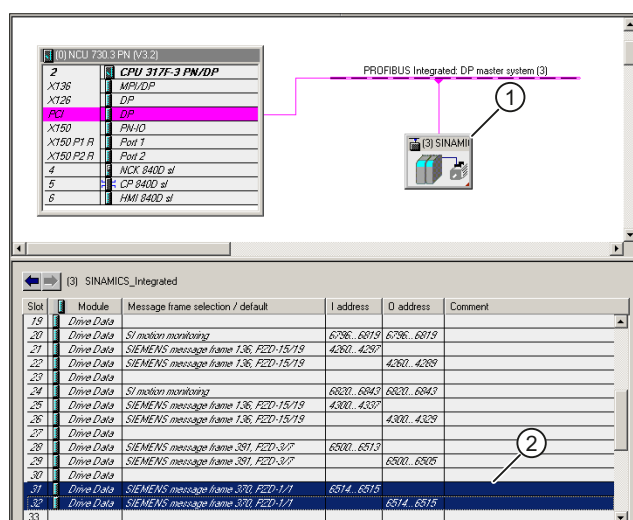 (0) NCU 730.3 PN (V3.2)
2 CPU 317F-3 PN/DP
X136 MPI/DP
X126 DP
PCI DP
X150 PN-IO
X150 P1 R Port 1
X150 P2 R Port 2
4 NCK 840D sl
5 CP 840D sl
6 HMI 840D sl
PROFIBUS Integrated: DP master system (3)
1
(3) SINAMI
(3) SINAMICS_Integrated
Slot Module Message frame selection / default I address O address Comment
19 Drive Data
20 Drive Data SI motion monitoring 6796...6819 6796...6819
21 Drive Data SIEMENS message frame 136, PZD-15/19 4260...4297
22 Drive Data SIEMENS message frame 136, PZD-15/19 4260...4289
23 Drive Data
24 Drive Data SI motion monitoring 6820...6843 6820...6843
25 Drive Data SIEMENS message frame 136, PZD-15/19 4300...4337
26 Drive Data SIEMENS message frame 136, PZD-15/19 4300...4329
27 Drive Data
28 Drive Data SIEMENS message frame 391, PZD-3/7 6500...6513
29 Drive Data SIEMENS message frame 391, PZD-3/7 6500...6505
30 Drive Data
2
31 Drive Data SIEMENS message frame 370, PZD-1/1 6514...6515
32 Drive Data SIEMENS message frame 370, PZD-1/1 6514...6515
33